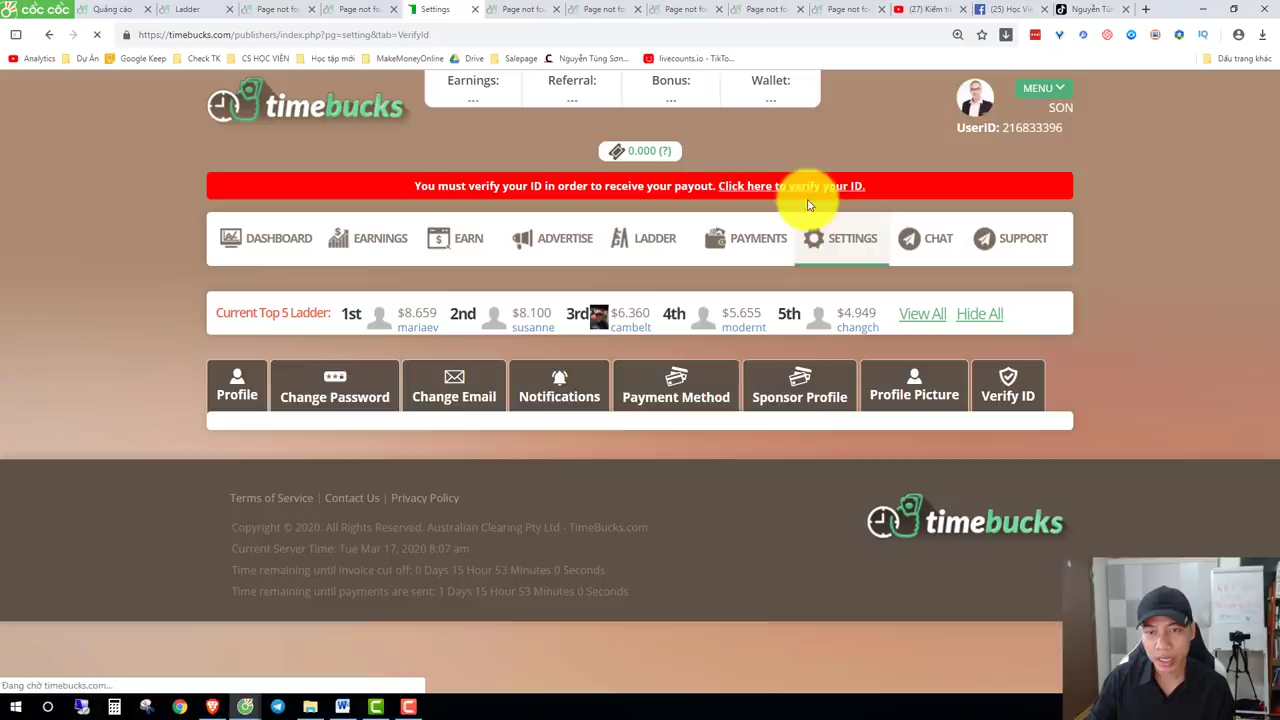 CỐC CỐC
Quảng cáo
Ladder
Page not fo
Page not fo
Settings
Page not fo
Page not fo
Page not fo
Page not fo
Page not fo
(27) Kiếm ti
(25) Học Vi
Nguyễn Tùn
https://timebucks.com/publishers/index.php?pg=setting&tab=VerifyId
Analytics
Dự Án
Google Keep
Check TK
CS HỌC VIÊN
Học tập mới
MakeMoneyOnline
Drive
Salepage
Nguyễn Tùng Sơn...
livecounts.io - TikTo...
Dấu trang khác
timebucks
Earnings:
Referral:
Bonus:
Wallet:
---
---
---
---
MENU
SON
UserID: 216833396
0.000 (?)
You must verify your ID in order to receive your payout. Click here to verify your ID.
DASHBOARD
EARNINGS
EARN
ADVERTISE
LADDER
PAYMENTS
SETTINGS
CHAT
SUPPORT
Current Top 5 Ladder:
1st
$8.659
mariaev
2nd
$8.100
susanne
3rd
$6.360
cambelt
4th
$5.655
modernt
5th
$4.949
changch
View All
Hide All
Profile
Change Password
Change Email
Notifications
Payment Method
Sponsor Profile
Profile Picture
Verify ID
Terms of Service | Contact Us | Privacy Policy
Copyright © 2020. All Rights Reserved. Australian Clearing Pty Ltd - TimeBucks.com
Current Server Time: Tue Mar 17, 2020 8:07 am
Time remaining until invoice cut off: 0 Days 15 Hour 53 Minutes 0 Seconds
Time remaining until payments are sent: 1 Days 15 Hour 53 Minutes 0 Seconds
timebucks
Đang chờ timebucks.com...